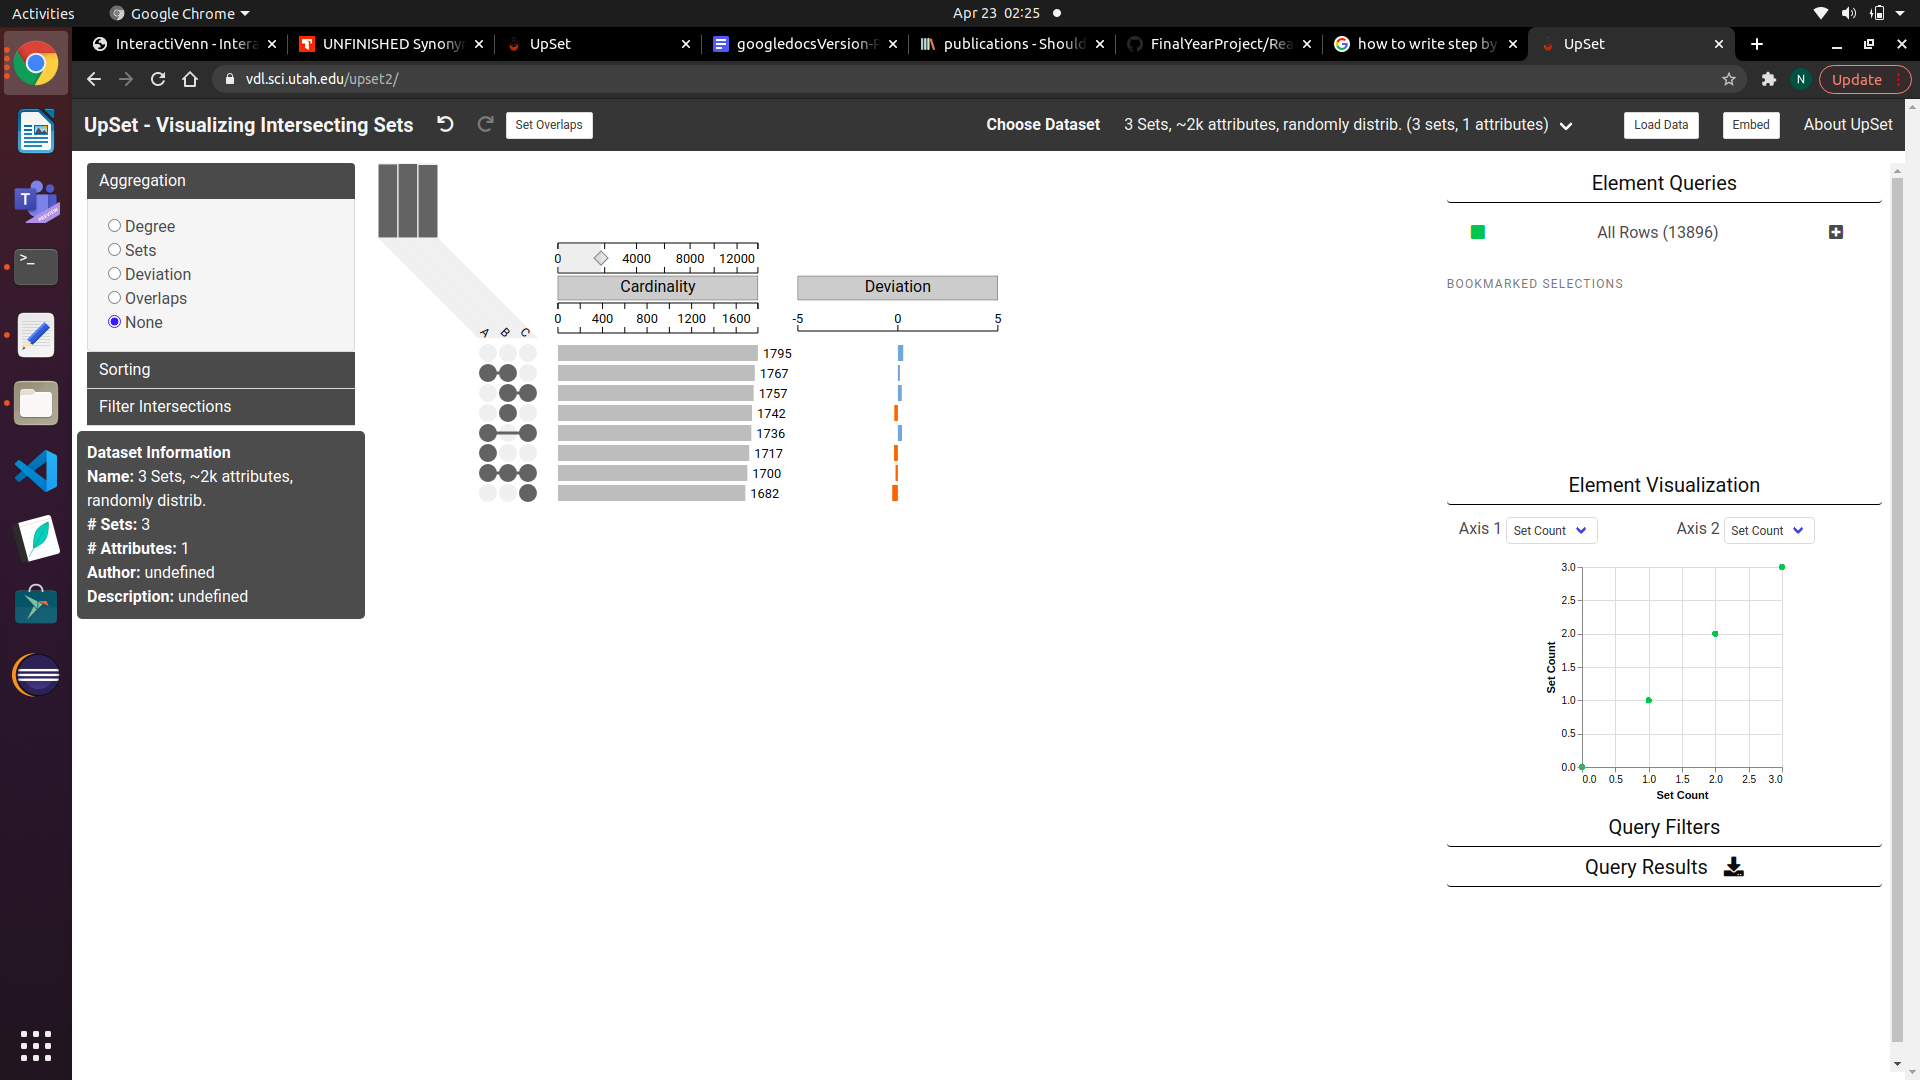 Activities
Google Chrome
Apr 23 02:25
InteractiVenn - Intera
UNFINISHED Synonyn
UpSet
googledocsVersion-F
publications - Should
FinalYearProject/Rea
how to write step by
UpSet
vdl.sci.utah.edu/upset2/
N
Update
UpSet - Visualizing Intersecting Sets
Set Overlaps
Choose Dataset
3 Sets, ~2k attributes, randomly distrib. (3 sets, 1 attributes)
Load Data
Embed
About UpSet
Aggregation
Degree
Sets
Deviation
Overlaps
None
Sorting
Filter Intersections
Dataset Information
Name: 3 Sets, ~2k attributes,
randomly distrib.
# Sets: 3
# Attributes: 1
Author: undefined
Description: undefined
0 4000 8000 12000
Cardinality
0 400 800 1200 1600
Deviation
-5 0 5
A B C
1795
1767
1757
1742
1736
1717
1700
1682
Element Queries
All Rows (13896)
BOOKMARKED SELECTIONS
Element Visualization
Axis 1 Set Count
Axis 2 Set Count
3.0
2.5
2.0
1.5
1.0
0.5
0.0
Set Count
0.0 0.5 1.0 1.5 2.0 2.5 3.0
Set Count
Query Filters
Query Results